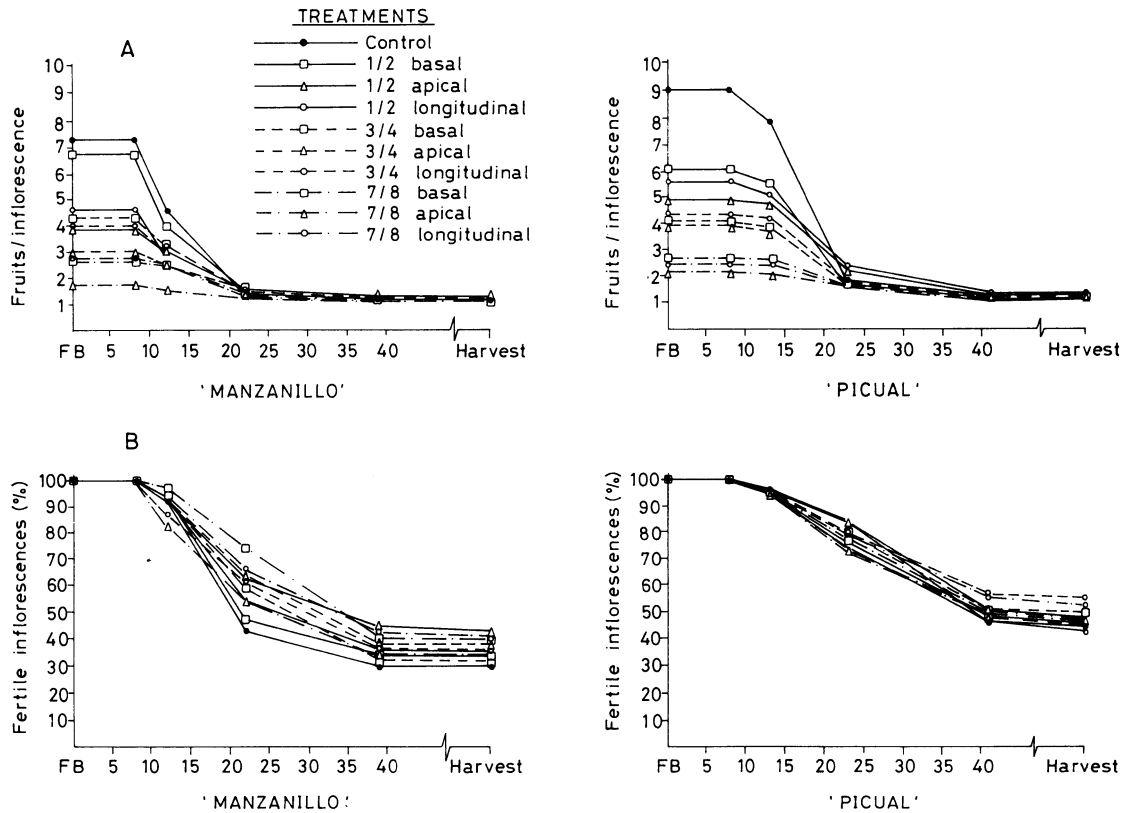 TREATMENTS
Control
1/2 basal
1/2 apical
1/2 longitudinal
3/4 basal
3/4 apical
3/4 longitudinal
7/8 basal
7/8 apical
7/8 longitudinal
A
Fruits / inflorescence
10
9
8
7
6
5
4
3
2
1
FB 5 10 15 20 25 30 35 40 Harvest
'MANZANILLO'
Fruits / inflorescence
10
9
8
7
6
5
4
3
2
1
FB 5 10 15 20 25 30 35 40 Harvest
'PICUAL'
B
Fertile inflorescences (%)
100
90
80
70
60
50
40
30
20
10
FB 5 10 15 20 25 30 35 40 Harvest
'MANZANILLO'
Fertile inflorescences (%)
100
90
80
70
60
50
40
30
20
10
FB 5 10 15 20 25 30 35 40 Harvest
'PICUAL'